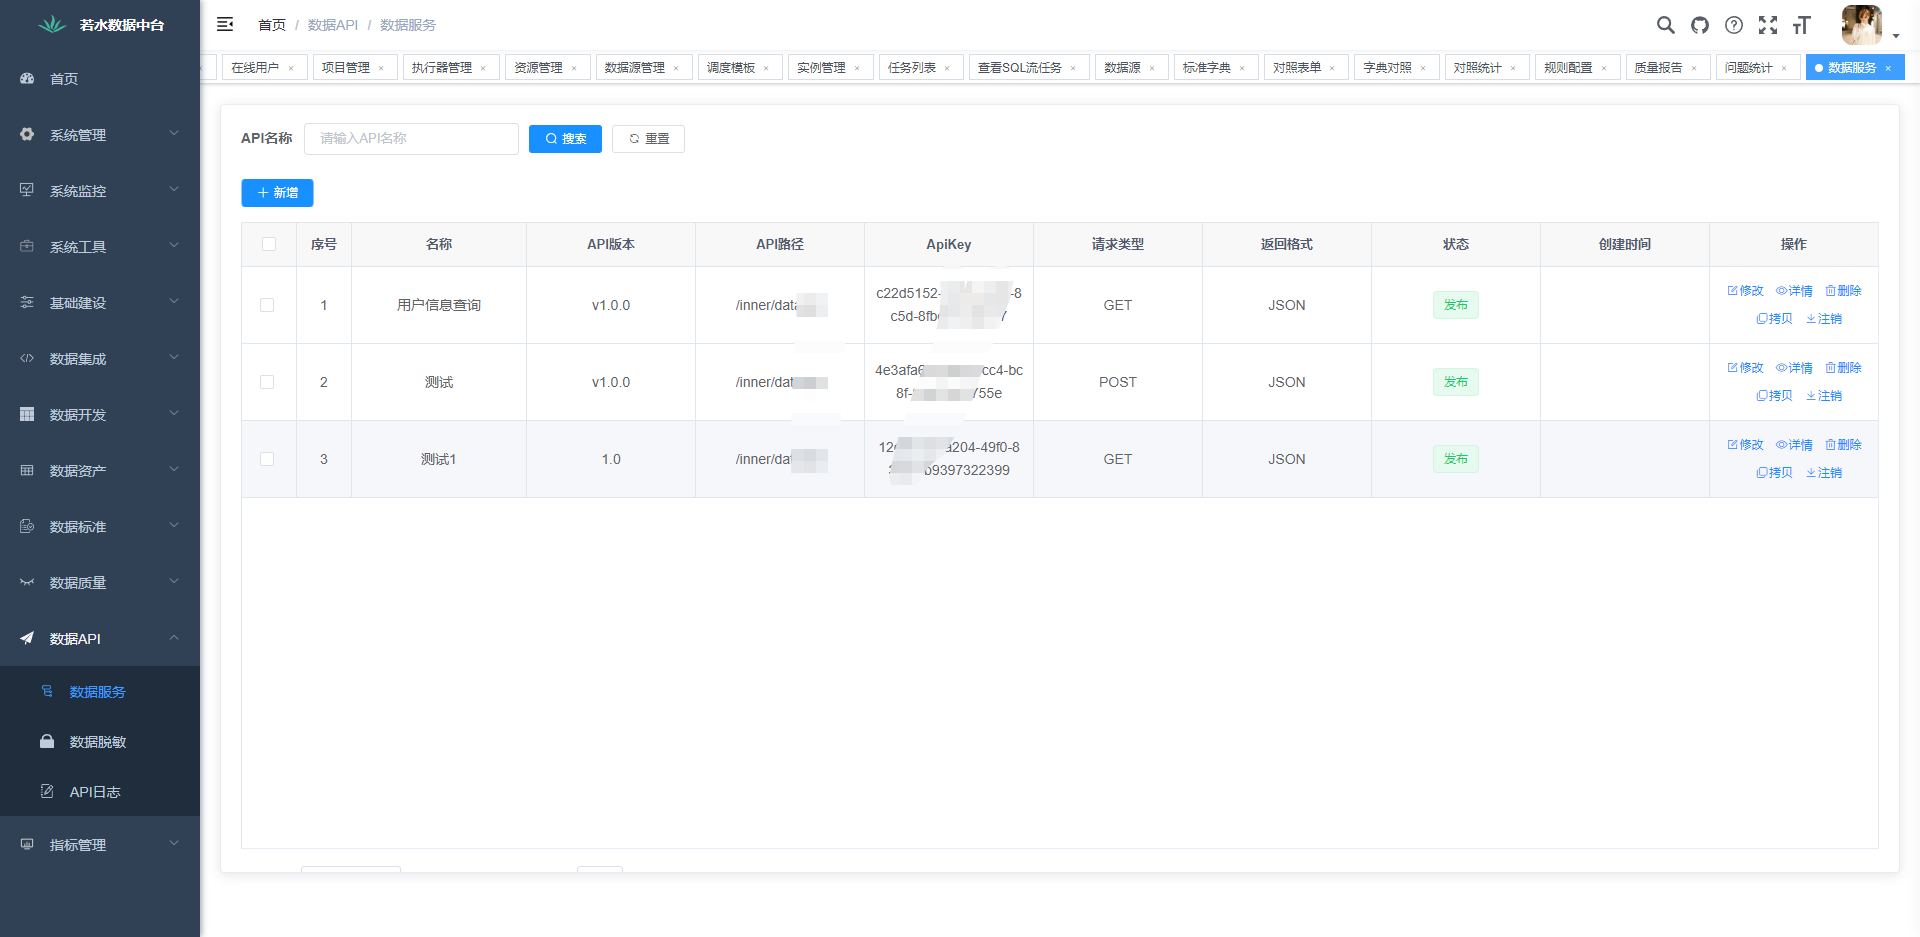 若水数据中台
首页 / 数据API / 数据服务
首页
系统管理
系统监控
系统工具
基础建设
数据集成
数据开发
数据资产
数据标准
数据质量
数据API
数据服务
数据脱敏
API日志
指标管理
在线用户 × 项目管理 × 执行器管理 × 资源管理 × 数据源管理 × 调度模板 × 实例管理 × 任务列表 × 查看SQL流任务 × 数据源 × 标准字典 × 对照表单 × 字典对照 × 对照统计 × 规则配置 × 质量报告 × 问题统计 × 数据服务 ×
API名称 请输入API名称 搜索 重置
新增
序号 名称 API版本 API路径 ApiKey 请求类型 返回格式 状态 创建时间 操作
1 用户信息查询 v1.0.0 /inner/data c22d5152- -8 GET JSON 发布 修改 详情 删除
c5d-8fb 拷贝 注销
2 测试 v1.0.0 /inner/dat 4e3afa cc4-bc POST JSON 发布 修改 详情 删除
8f- 755e 拷贝 注销
3 测试1 1.0 /inner/dat 12 a204-49f0-8 GET JSON 发布 修改 详情 删除
b9397322399 拷贝 注销